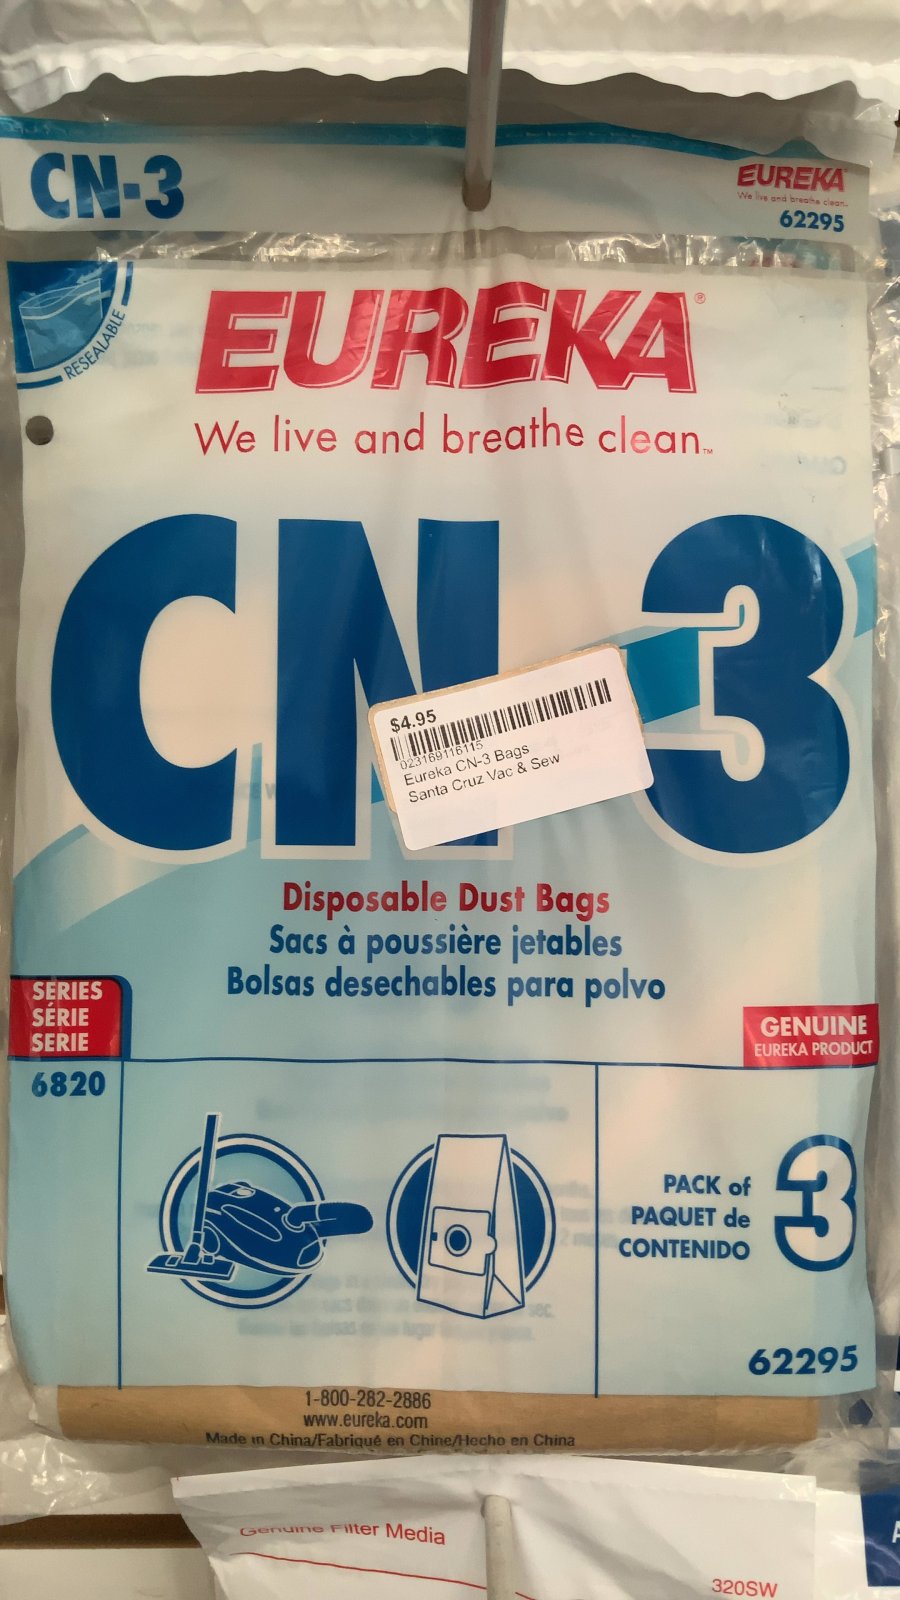 CN-3
EUREKA
We live and breathe clean.
62295
RESEALABLE
EUREKA®
We live and breathe clean.™
CN-3
$4.95
023169116115
Eureka CN-3 Bags
Santa Cruz Vac & Sew
Disposable Dust Bags
Sacs à poussière jetables
Bolsas desechables para polvo
SERIES
SÉRIE
SERIE
6820
GENUINE
EUREKA PRODUCT
PACK of
PAQUET de
CONTENIDO
3
62295
1-800-282-2886
www.eureka.com
Made in China/Fabriqué en Chine/Hecho en China
Genuine Filter Media
320SW